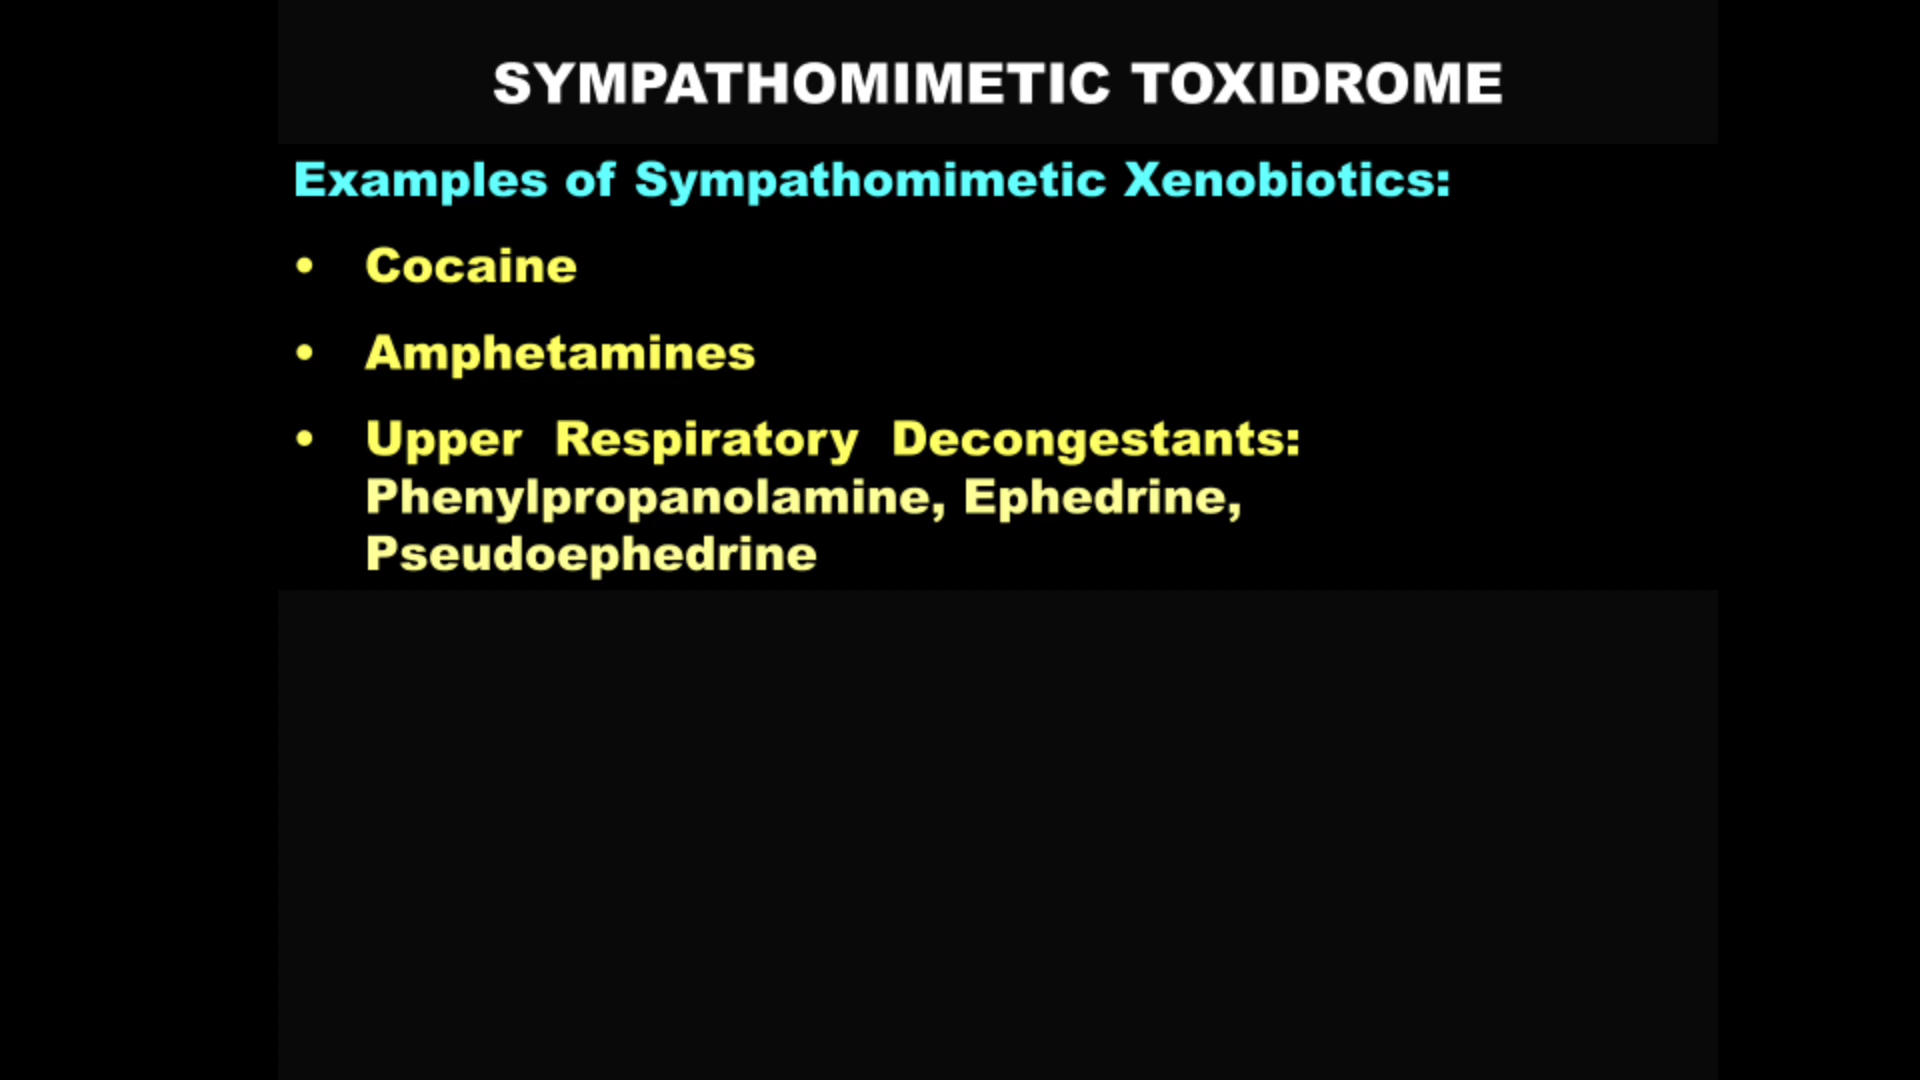 SYMPATHOMIMETIC TOXIDROME
Examples of Sympathomimetic Xenobiotics:
• Cocaine
• Amphetamines
• Upper Respiratory Decongestants:
Phenylpropanolamine, Ephedrine,
Pseudoephedrine